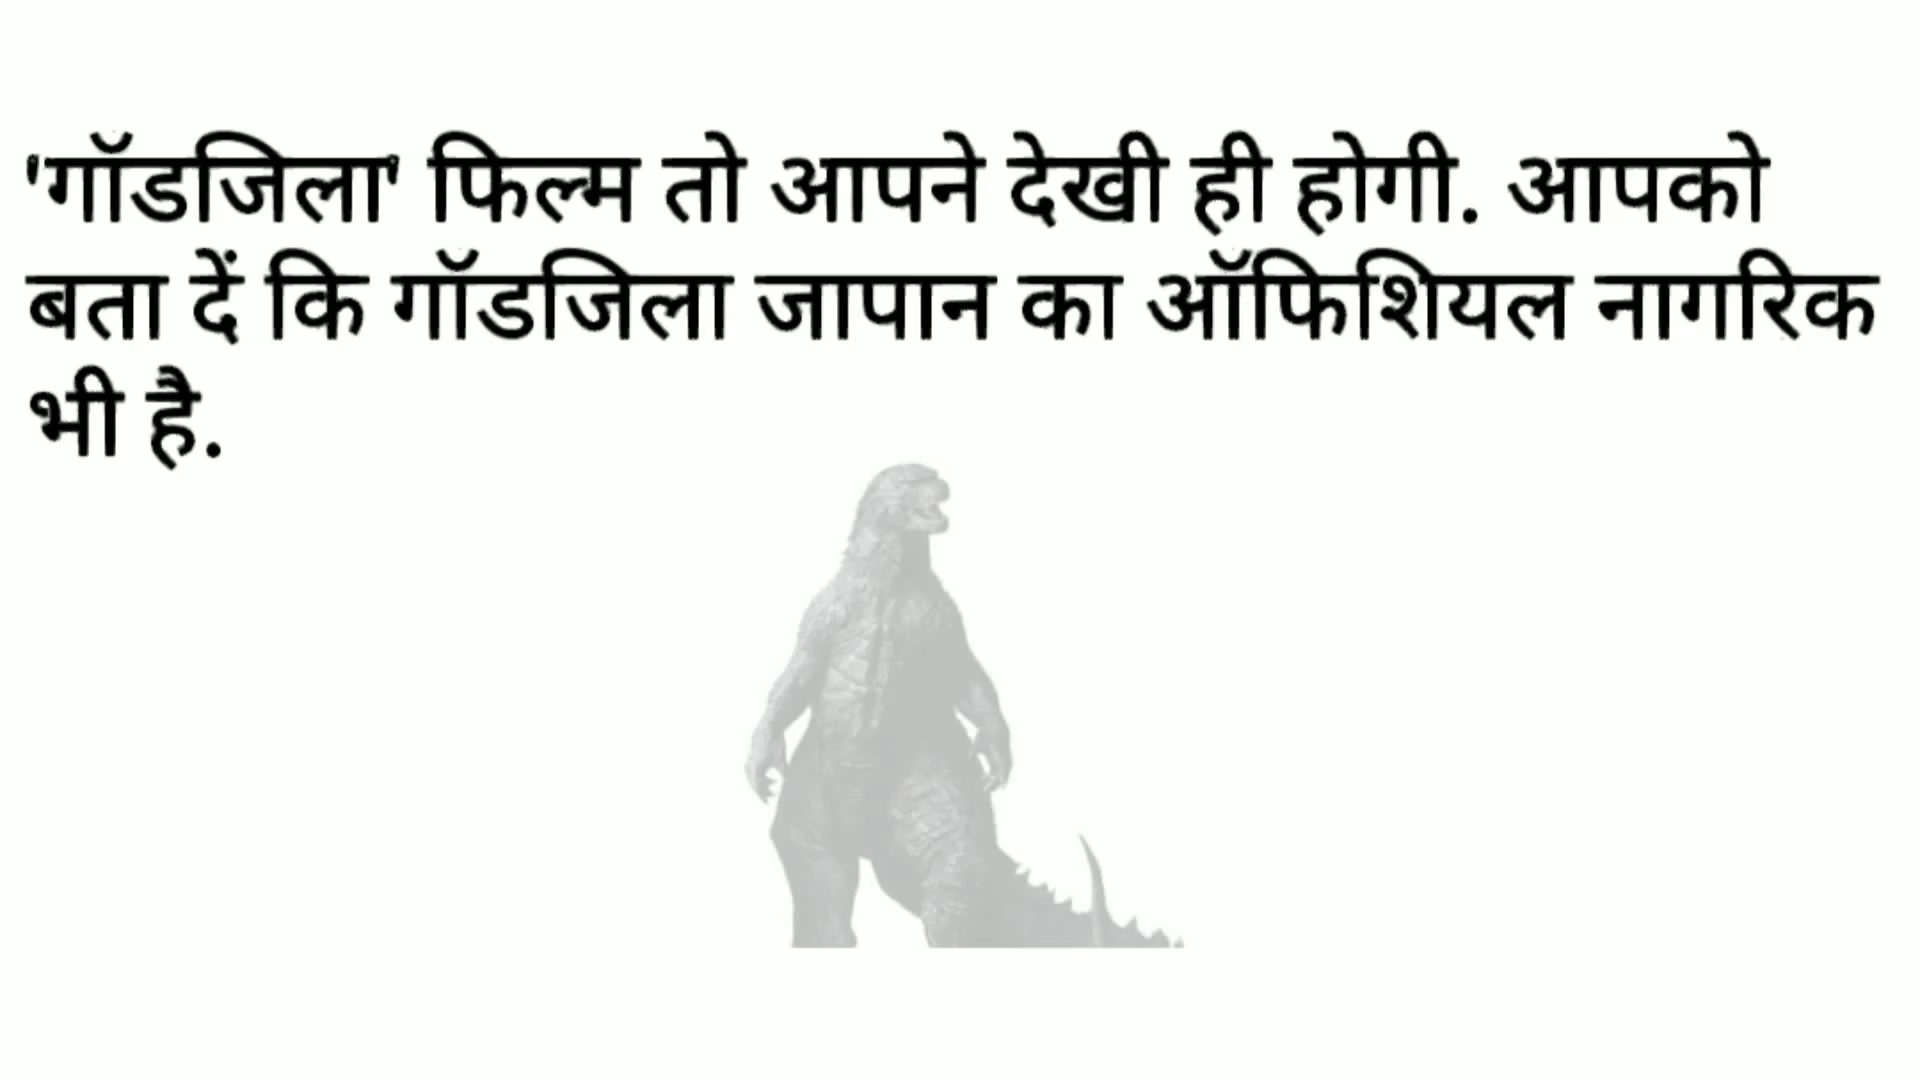 'गॉडजिला' फिल्म तो आपने देखी ही होगी. आपको
बता दें कि गॉडजिला जापान का ऑफिशियल नागरिक
भी है.